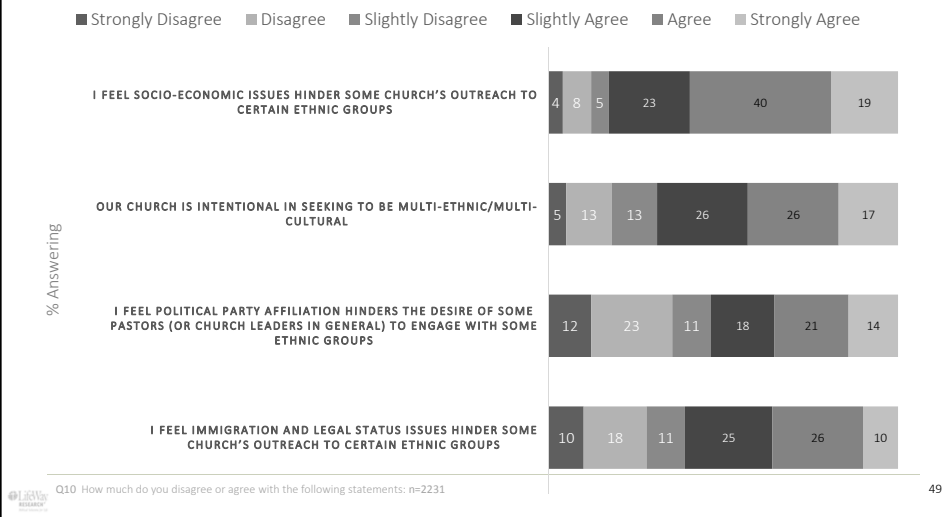 Strongly Disagree Disagree Slightly Disagree Slightly Agree Agree Strongly Agree
I FEEL SOCIO-ECONOMIC ISSUES HINDER SOME CHURCH'S OUTREACH TO
CERTAIN ETHNIC GROUPS
4 8 5 23 40 19
OUR CHURCH IS INTENTIONAL IN SEEKING TO BE MULTI-ETHNIC/MULTI-
CULTURAL
5 13 13 26 26 17
% Answering
I FEEL POLITICAL PARTY AFFILIATION HINDERS THE DESIRE OF SOME
PASTORS (OR CHURCH LEADERS IN GENERAL) TO ENGAGE WITH SOME
ETHNIC GROUPS
12 23 11 18 21 14
I FEEL IMMIGRATION AND LEGAL STATUS ISSUES HINDER SOME
CHURCH'S OUTREACH TO CERTAIN ETHNIC GROUPS
10 18 11 25 26 10
Q10 How much do you disagree or agree with the following statements: n=2231
49
LifeWay
RESEARCH